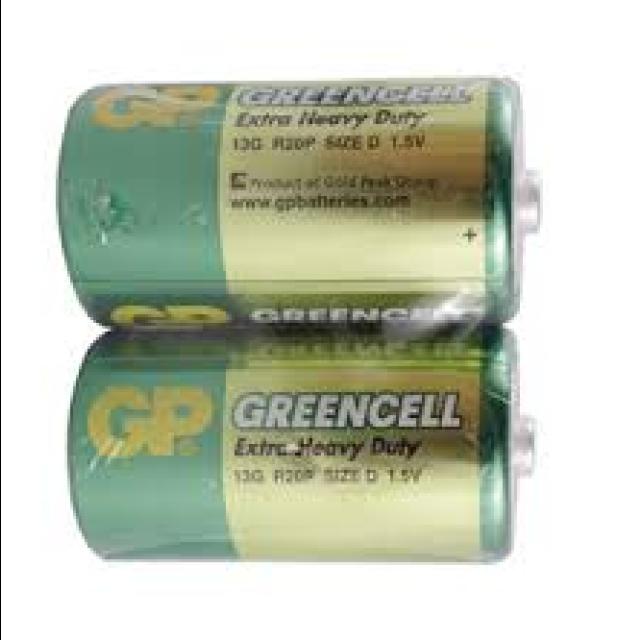 GP GREENCELL
Extra Heavy Duty
13G R20P SIZE D 1.5V
Product of Gold Peak Group
www.gpbatteries.com
+
GP GREENCELL
GP GREENCELL
Extra Heavy Duty
13G R20P SIZE D 1.5V